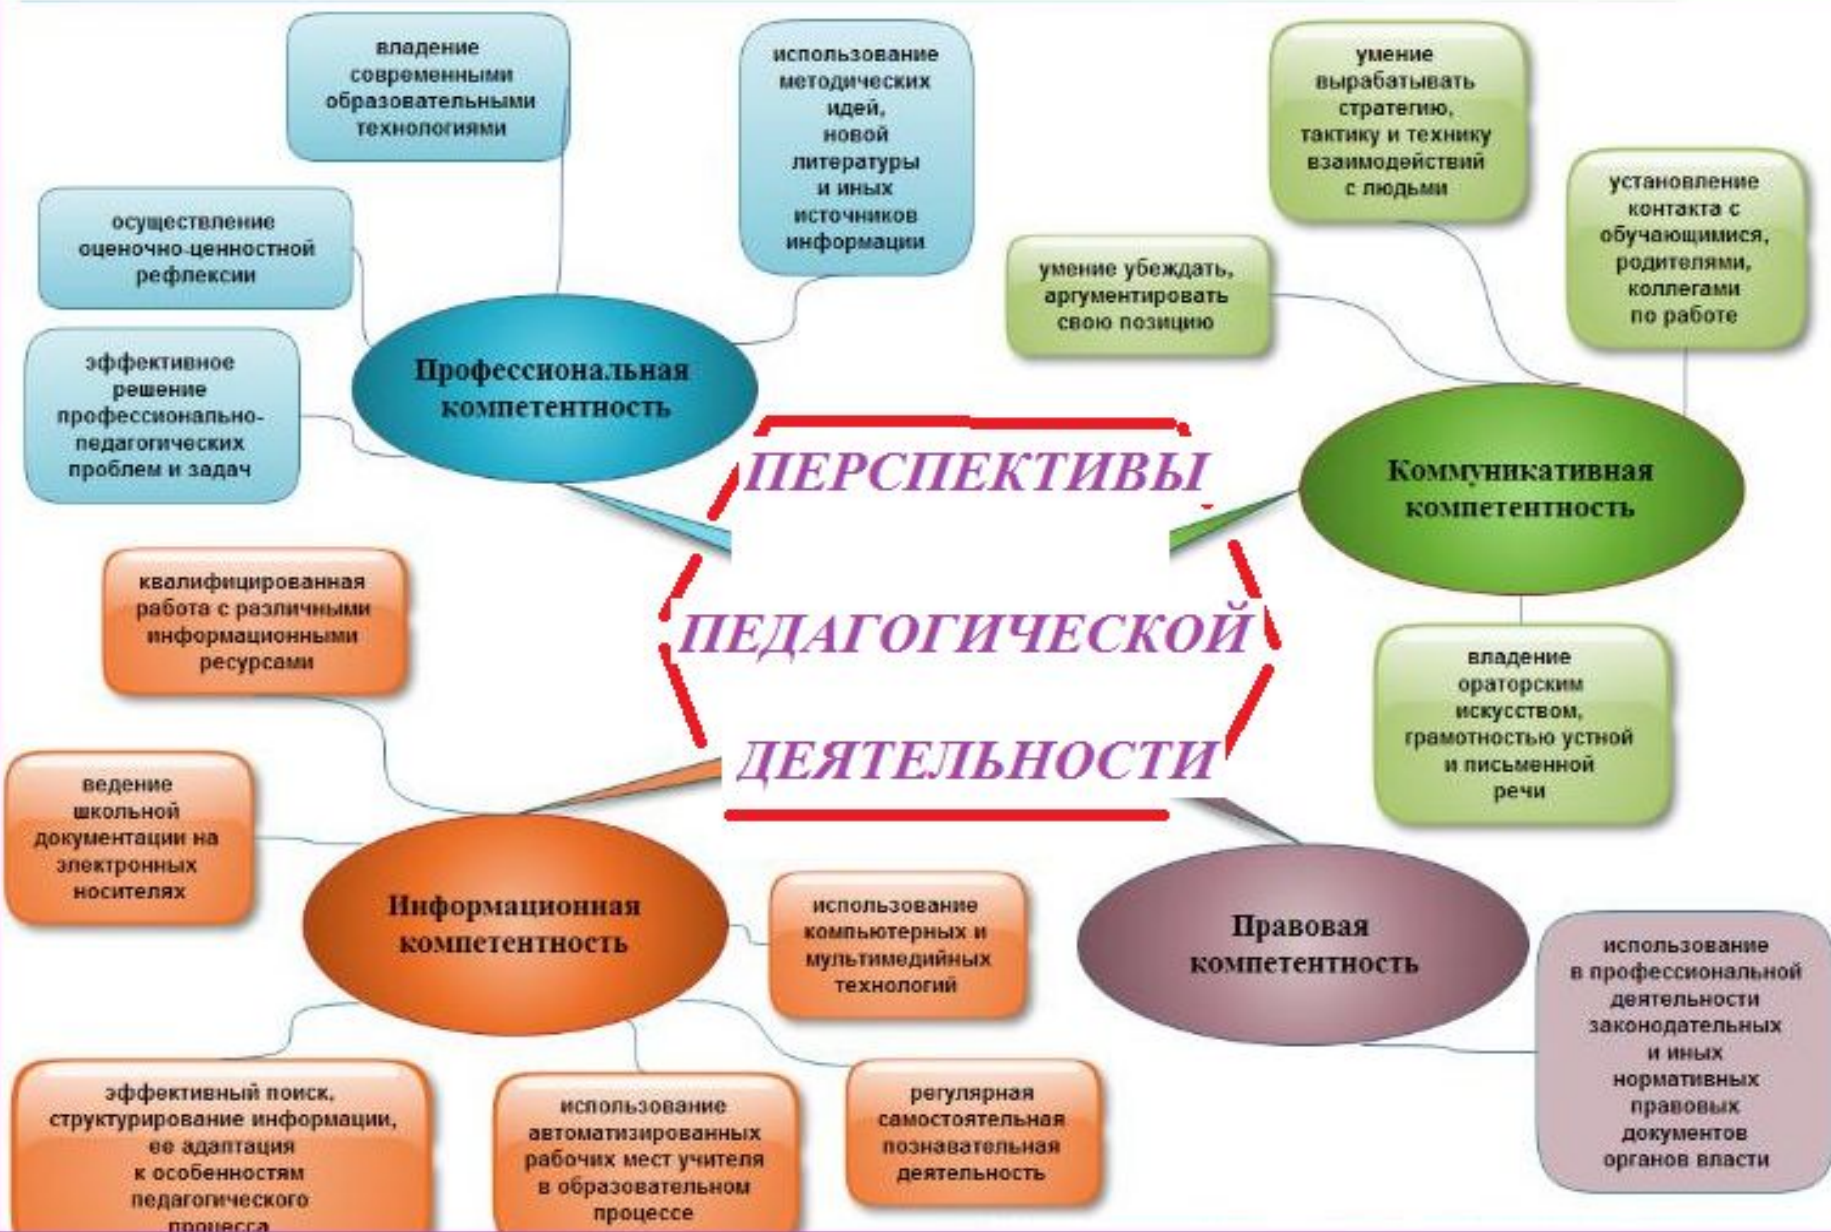 владение
современными
образовательными
технологиями
использование
методических
идей,
новой
литературы
и иных
источников
информации
осуществление
оценочно-ценностной
рефлексии
эффективное
решение
профессионально-
педагогических
проблем и задач
Профессиональная
компетентность
умение
вырабатывать
стратегию,
тактику и технику
взаимодействий
с людьми
установление
контакта с
обучающимися,
родителями,
коллегами
по работе
умение убеждать,
аргументировать
свою позицию
Коммуникативная
компетентность
владение
ораторским
искусством,
грамотностью устной
и письменной
речи
ПЕРСПЕКТИВЫ
ПЕДАГОГИЧЕСКОЙ
ДЕЯТЕЛЬНОСТИ
квалифицированная
работа с различными
информационными
ресурсами
ведение
школьной
документации на
электронных
носителях
Информационная
компетентность
использование
компьютерных и
мультимедийных
технологий
эффективный поиск,
структурирование информации,
ее адаптация
к особенностям
педагогического
процесса
использование
автоматизированных
рабочих мест учителя
в образовательном
процессе
регулярная
самостоятельная
познавательная
деятельность
Правовая
компетентность
использование
в профессиональной
деятельности
законодательных
и иных
нормативных
правовых
документов
органов власти